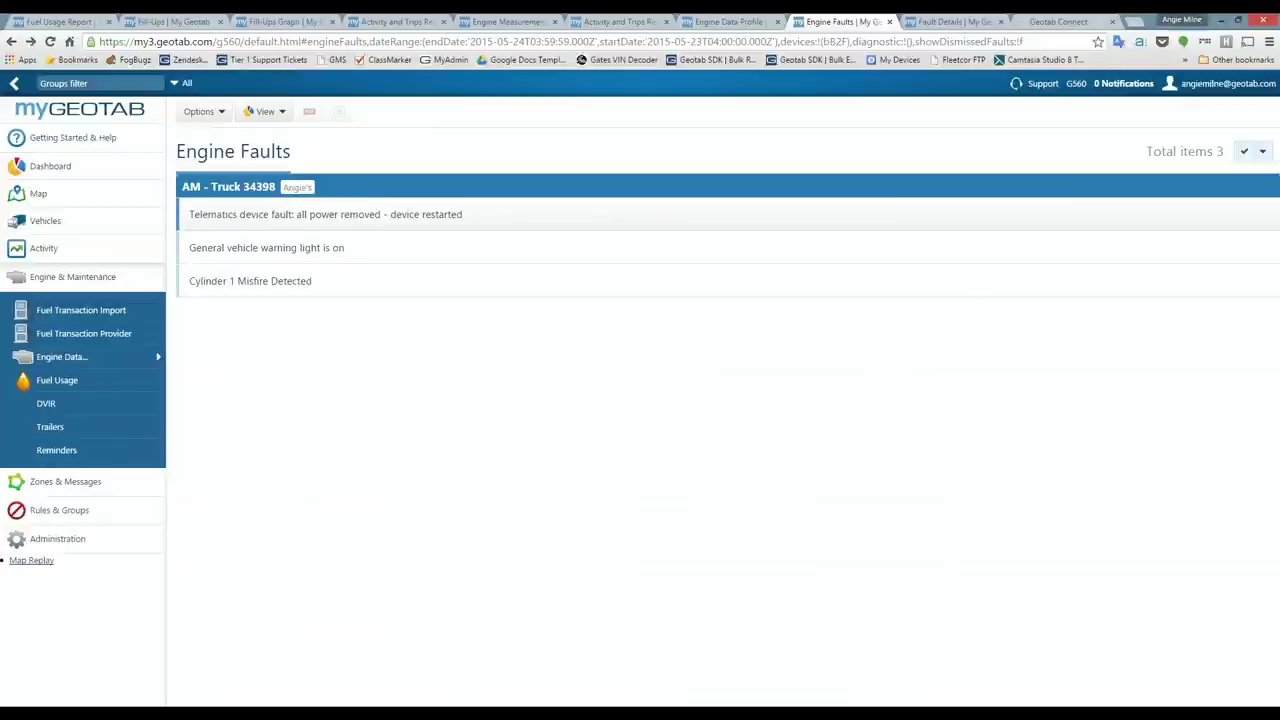 Fuel Usage Report |
Fill-Ups | My Geotab
Fill-Ups Graph | My G
Activity and Trips Re
Engine Measurement
Activity and Trips Re
Engine Data Profile
Engine Faults | My Ge
Fault Details | My Ge
Geotab Connect
Angie Milne
https://my3.geotab.com/g560/default.html#engineFaults,dateRange:(endDate:'2015-05-24T03:59:59.000Z',startDate:'2015-05-23T04:00:00.000Z'),devices:!(bB2F),diagnostic:!(),showDismissedFaults:!f
Apps
Bookmarks
FogBugz
Zendesk...
Tier 1 Support Tickets
GMS
ClassMarker
MyAdmin
Google Docs Templ...
Gates VIN Decoder
Geotab SDK | Bulk R...
Geotab SDK | Bulk E...
My Devices
Fleetcor FTP
Camtasia Studio 8 T...
»
Other bookmarks
Groups filter
All
Support
G560
0 Notifications
angiemilne@geotab.com
myGEOTAB
Options
View
Getting Started & Help
Engine Faults
Total items 3
Dashboard
AM - Truck 34398
Angie's
Map
Telematics device fault: all power removed - device restarted
Vehicles
General vehicle warning light is on
Activity
Engine & Maintenance
Cylinder 1 Misfire Detected
Fuel Transaction Import
Fuel Transaction Provider
Engine Data...
Fuel Usage
DVIR
Trailers
Reminders
Zones & Messages
Rules & Groups
Administration
Map Replay